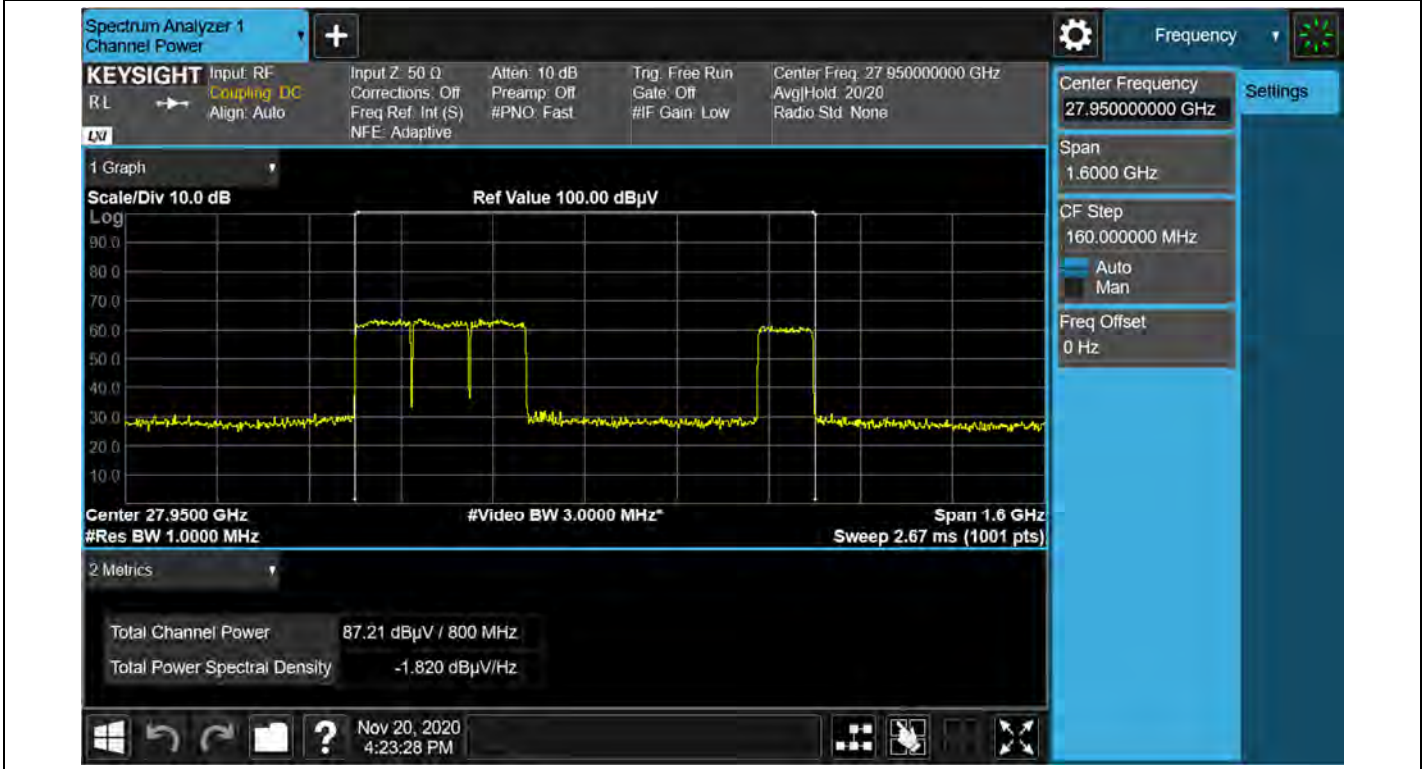 Spectrum Analyzer 1
Channel Power
Frequency
KEYSIGHT
RL
LXI
Input: RF
Coupling: DC
Align: Auto
Input Z: 50 Ω
Corrections: Off
Freq Ref: Int (S)
NFE: Adaptive
Atten: 10 dB
Preamp: Off
#PNO: Fast
Trig: Free Run
Gate: Off
#IF Gain: Low
Center Freq: 27.950000000 GHz
Avg|Hold: 20/20
Radio Std: None
Center Frequency
27.950000000 GHz
Settings
Span
1.6000 GHz
CF Step
160.000000 MHz
Auto
Man
Freq Offset
0 Hz
1 Graph
Scale/Div 10.0 dB
Ref Value 100.00 dBµV
Log
90.0
80.0
70.0
60.0
50.0
40.0
30.0
20.0
10.0
Center 27.9500 GHz
#Video BW 3.0000 MHz*
Span 1.6 GHz
#Res BW 1.0000 MHz
Sweep 2.67 ms (1001 pts)
2 Metrics
Total Channel Power
87.21 dBµV / 800 MHz
Total Power Spectral Density
-1.820 dBµV/Hz
?
Nov 20, 2020
4:23:28 PM